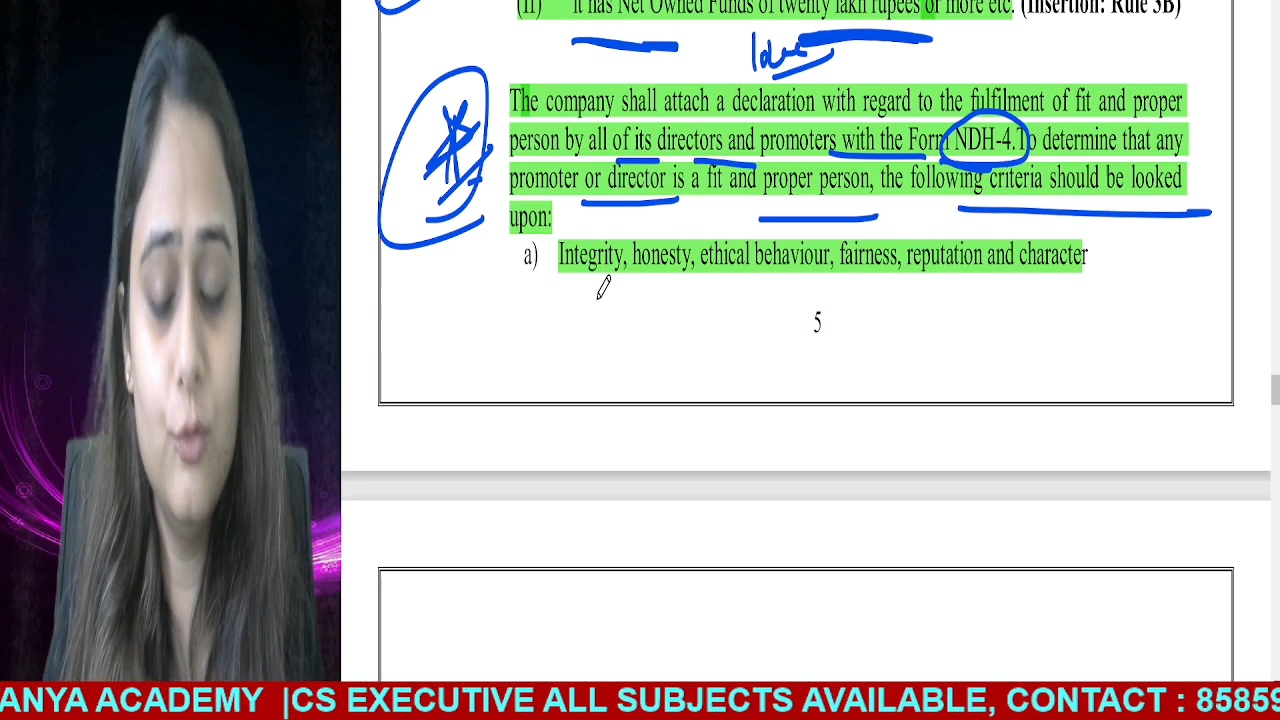 (II) it has Net Owned Funds of twenty lakh rupees or more etc. (Insertion: Rule 3B)
The company shall attach a declaration with regard to the fulfilment of fit and proper
person by all of its directors and promoters with the Form NDH-4.To determine that any
promoter or director is a fit and proper person, the following criteria should be looked
upon:
a) Integrity, honesty, ethical behaviour, fairness, reputation and character
5
ANYA ACADEMY |CS EXECUTIVE ALL SUBJECTS AVAILABLE, CONTACT : 85859